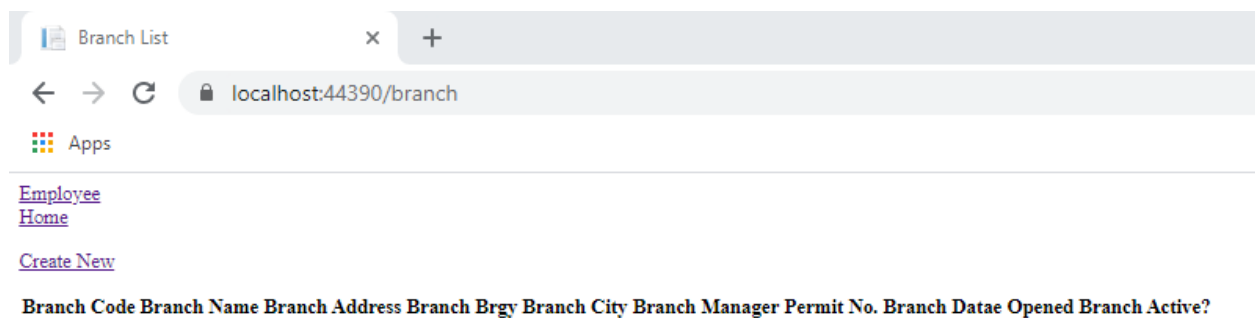 Branch List
localhost:44390/branch
Apps
Employee
Home
Create New
Branch Code Branch Name Branch Address Branch Brgy Branch City Branch Manager Permit No. Branch Datae Opened Branch Active?